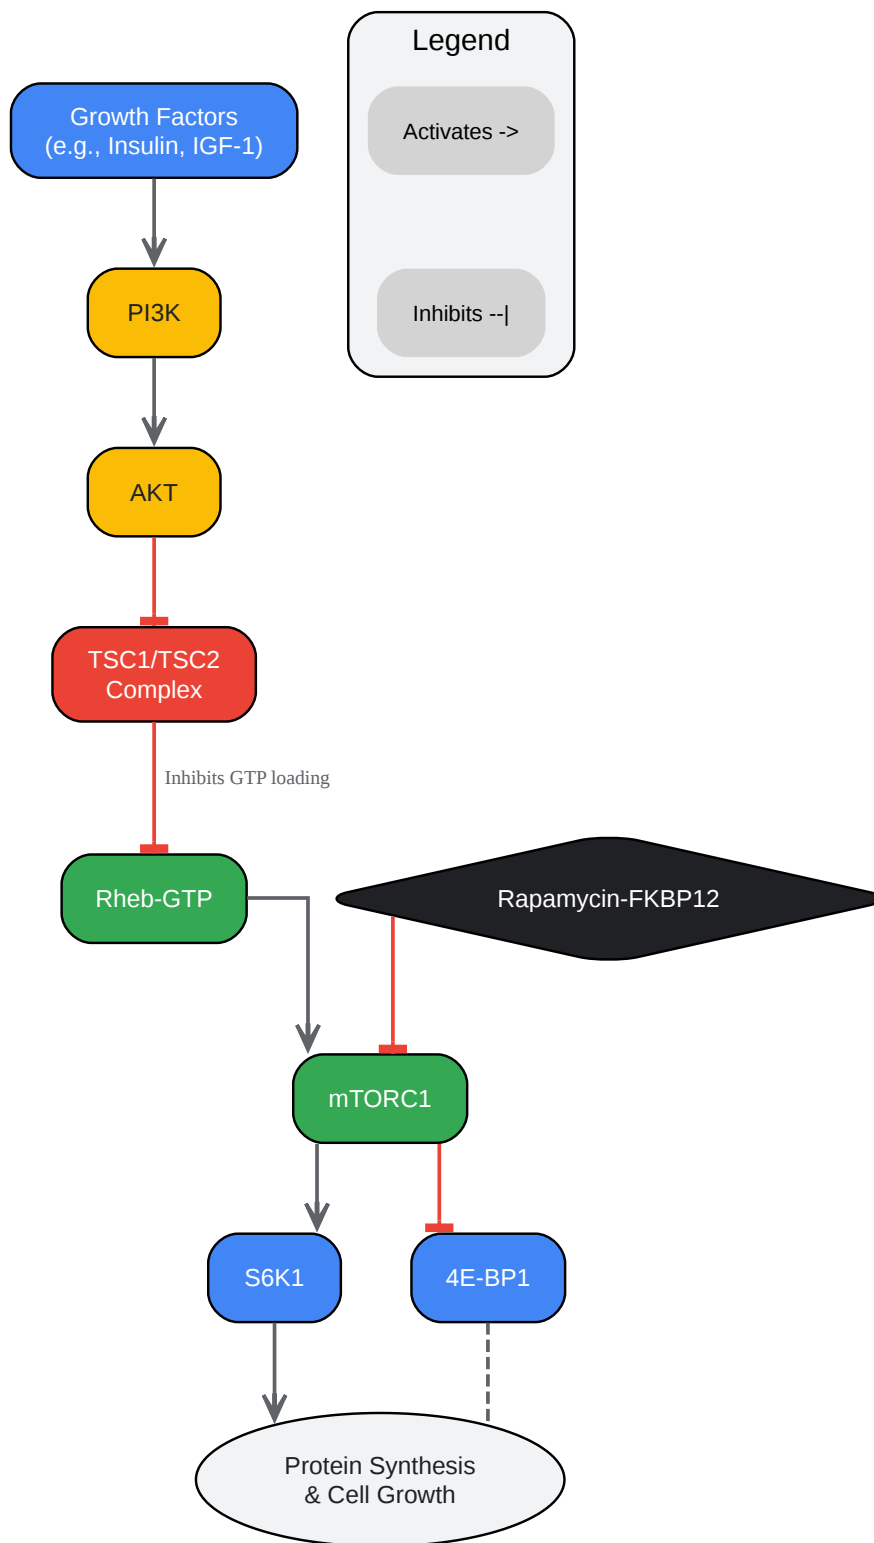 Legend
Growth Factors
(e.g., Insulin, IGF-1)
Activates ->
PI3K
Inhibits --|
AKT
TSC1/TSC2
Complex
Inhibits GTP loading
Rheb-GTP
Rapamycin-FKBP12
mTORC1
S6K1
4E-BP1
Protein Synthesis
& Cell Growth